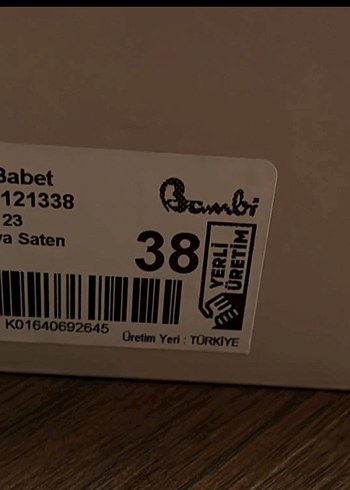 Babet
121338
23
Saten
Bambi
38
YERLİ
ÜRETİM
K01640692645
Üretim Yeri : TÜRKİYE